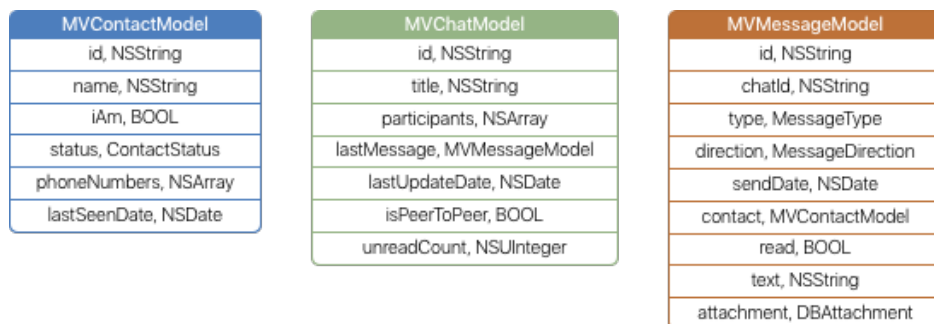 MVContactModel
id, NSString
name, NSString
iAm, BOOL
status, ContactStatus
phoneNumbers, NSArray
lastSeenDate, NSDate
MVChatModel
id, NSString
title, NSString
participants, NSArray
lastMessage, MVMessageModel
lastUpdateDate, NSDate
isPeerToPeer, BOOL
unreadCount, NSUInteger
MVMessageModel
id, NSString
chatId, NSString
type, MessageType
direction, MessageDirection
sendDate, NSDate
contact, MVContactModel
read, BOOL
text, NSString
attachment, DBAttachment